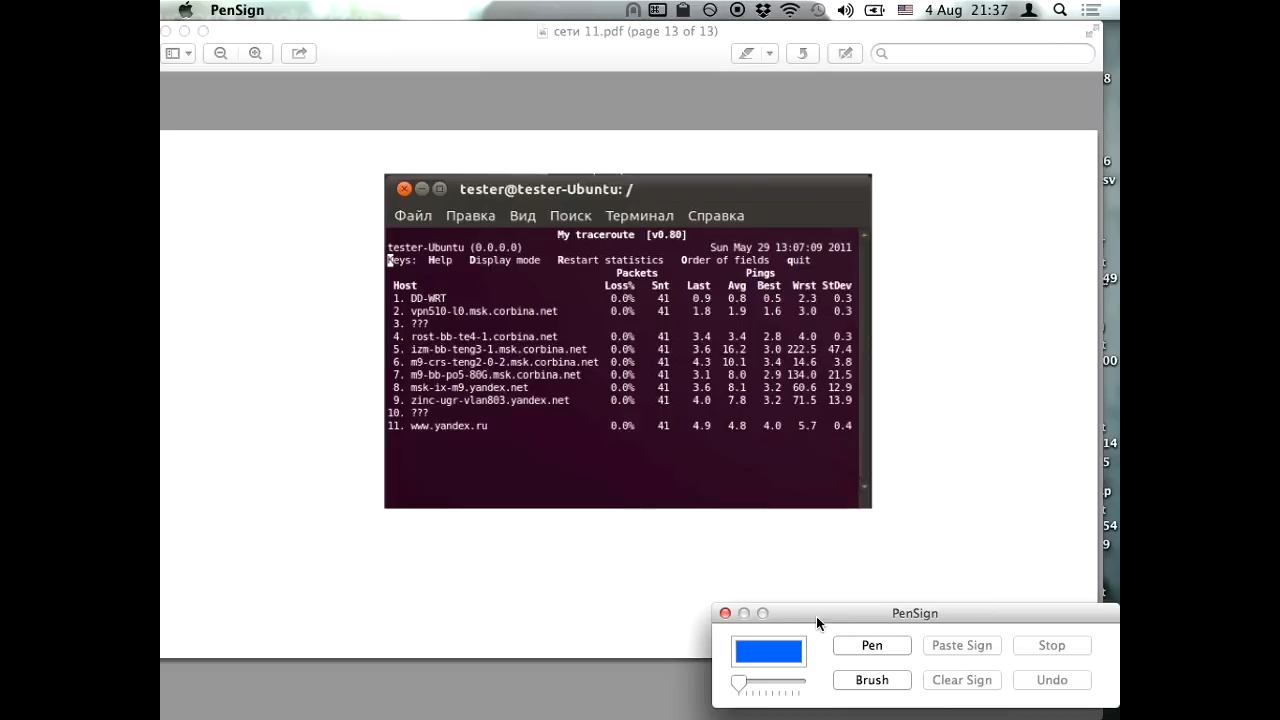 PenSign 4 Aug 21:37
сети 11.pdf (page 13 of 13)
tester@tester-Ubuntu: /
Файл Правка Вид Поиск Терминал Справка
My traceroute [v0.80]
tester-Ubuntu (0.0.0.0) Sun May 29 13:07:09 2011
Keys: Help Display mode Restart statistics Order of fields quit
Packets Pings
Host Loss% Snt Last Avg Best Wrst StDev
1. DD-WRT 0.0% 41 0.9 0.8 0.5 2.3 0.3
2. vpn510-l0.msk.corbina.net 0.0% 41 1.8 1.9 1.6 3.0 0.3
3. ???
4. rost-bb-te4-1.corbina.net 0.0% 41 3.4 3.4 2.8 4.0 0.3
5. izm-bb-teng3-1.msk.corbina.net 0.0% 41 3.6 16.2 3.0 222.5 47.4
6. m9-crs-teng2-0-2.msk.corbina.net 0.0% 41 4.3 10.1 3.4 14.6 3.8
7. m9-bb-po5-80G.msk.corbina.net 0.0% 41 3.1 8.0 2.9 134.0 21.5
8. msk-ix-m9.yandex.net 0.0% 41 3.6 8.1 3.2 60.6 12.9
9. zinc-ugr-vlan803.yandex.net 0.0% 41 4.0 7.8 3.2 71.5 13.9
10. ???
11. www.yandex.ru 0.0% 41 4.9 4.8 4.0 5.7 0.4
8
6
sv
49
00
14
5
54
9
PenSign
Pen Paste Sign Stop
Brush Clear Sign Undo